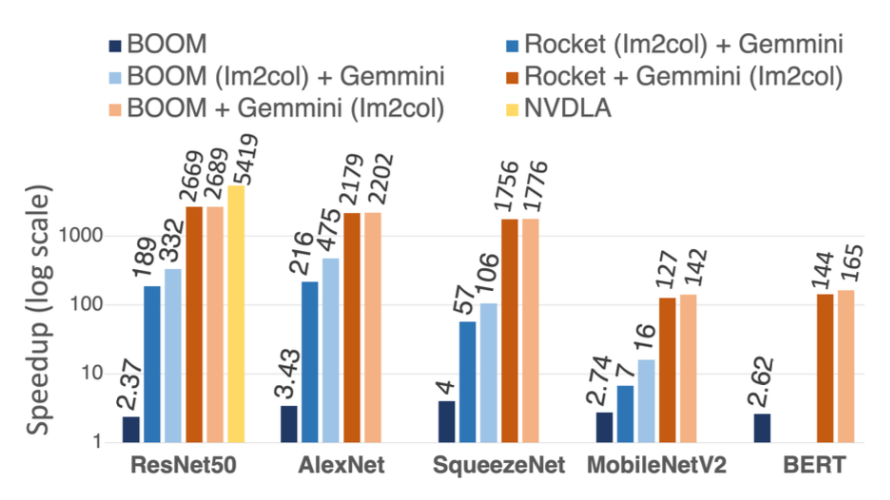 BOOM
Rocket (Im2col) + Gemmini
BOOM (Im2col) + Gemmini
Rocket + Gemmini (Im2col)
BOOM + Gemmini (Im2col)
NVDLA
Speedup (log scale)
1000
100
10
1
2.37
189
332
2669
2689
5419
3.43
216
475
2179
2202
4
57
106
1756
1776
2.74
7
16
127
142
2.62
144
165
ResNet50
AlexNet
SqueezeNet
MobileNetV2
BERT